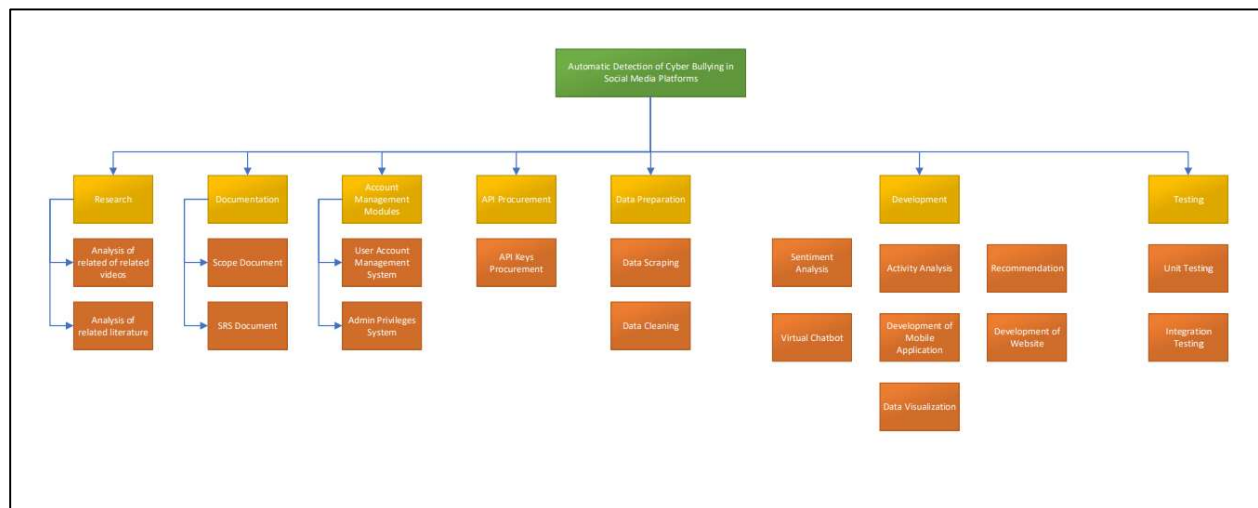 Automatic Detection of Cyber Bullying in
Social Media Platforms
Research
Documentation
Account
Management
Modules
API Procurement
Data Preparation
Development
Testing
Analysis of
related of related
videos
Scope Document
User Account
Management
System
API Keys
Procurement
Data Scraping
Sentiment
Analysis
Activity Analysis
Recommendation
Unit Testing
Analysis of
related literature
SRS Document
Admin Privileges
System
Data Cleaning
Virtual Chatbot
Development of
Mobile
Application
Development of
Website
Integration
Testing
Data Visualization